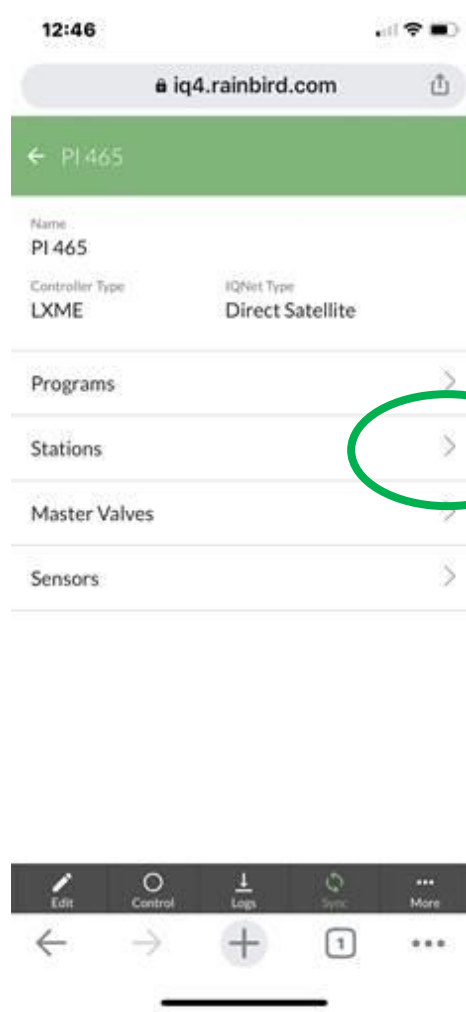 12:46
iq4.rainbird.com
PI 465
Name
PI 465
Controller Type IQNet Type
LXME Direct Satellite
Programs
Stations
Master Valves
Sensors
Edit Control Logs Sync More
1